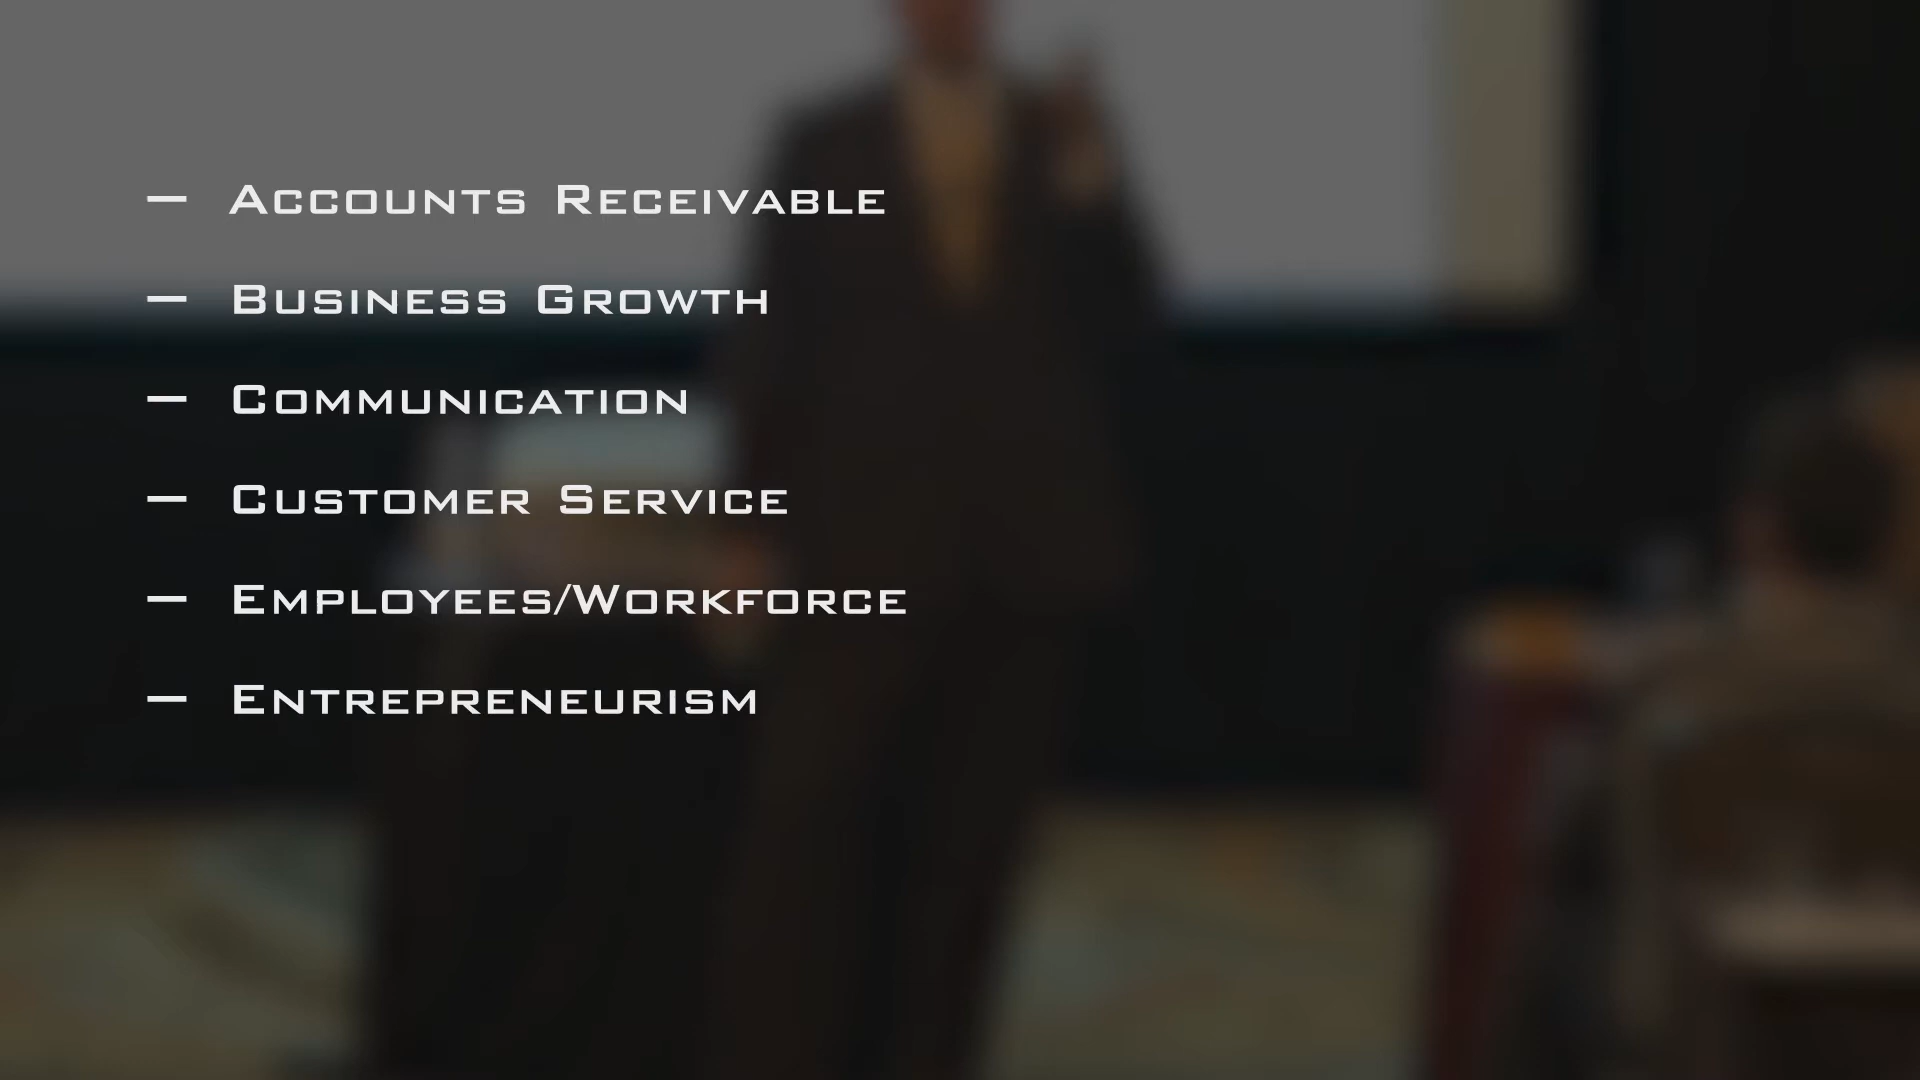 – Accounts Receivable
– Business Growth
– Communication
– Customer Service
– Employees/Workforce
– Entrepreneurism